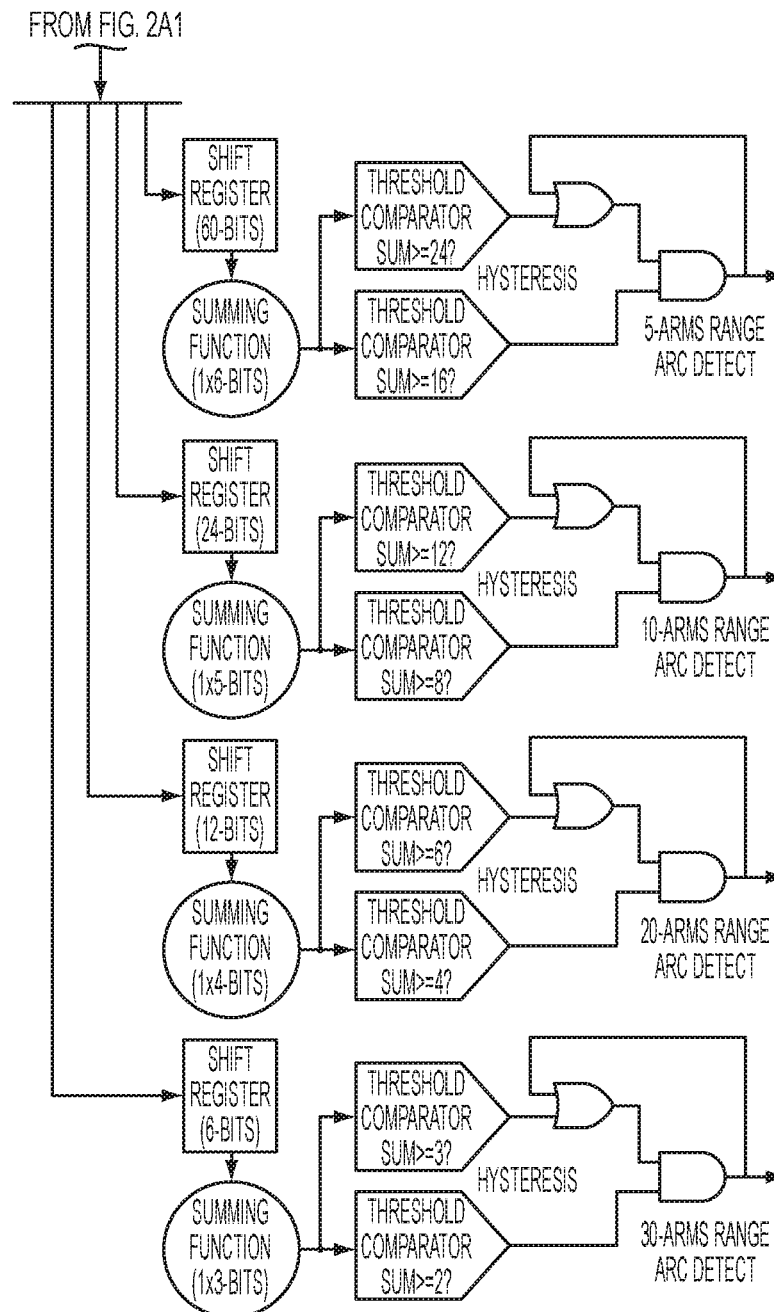 FROM FIG. 2A1
SHIFT
REGISTER
(60-BITS)
SUMMING
FUNCTION
(1x6-BITS)
THRESHOLD
COMPARATOR
SUM>=24?
HYSTERESIS
THRESHOLD
COMPARATOR
SUM>=16?
5-ARMS RANGE
ARC DETECT
SHIFT
REGISTER
(24-BITS)
SUMMING
FUNCTION
(1x5-BITS)
THRESHOLD
COMPARATOR
SUM>=12?
HYSTERESIS
THRESHOLD
COMPARATOR
SUM>=8?
10-ARMS RANGE
ARC DETECT
SHIFT
REGISTER
(12-BITS)
SUMMING
FUNCTION
(1x4-BITS)
THRESHOLD
COMPARATOR
SUM>=6?
HYSTERESIS
THRESHOLD
COMPARATOR
SUM>=4?
20-ARMS RANGE
ARC DETECT
SHIFT
REGISTER
(6-BITS)
SUMMING
FUNCTION
(1x3-BITS)
THRESHOLD
COMPARATOR
SUM>=3?
HYSTERESIS
THRESHOLD
COMPARATOR
SUM>=2?
30-ARMS RANGE
ARC DETECT